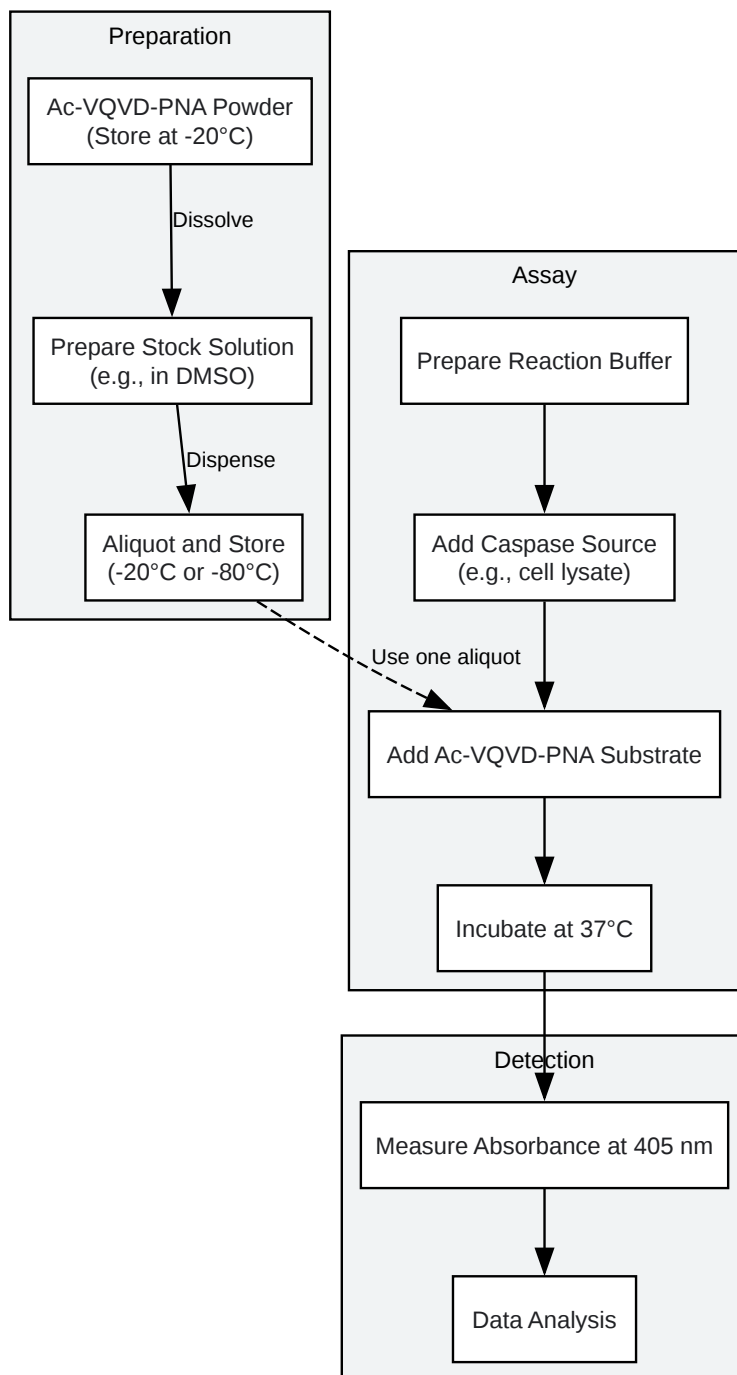 Preparation
Ac-VQVD-PNA Powder
(Store at -20°C)
Dissolve
Prepare Stock Solution
(e.g., in DMSO)
Dispense
Aliquot and Store
(-20°C or -80°C)
Use one aliquot
Assay
Prepare Reaction Buffer
Add Caspase Source
(e.g., cell lysate)
Add Ac-VQVD-PNA Substrate
Incubate at 37°C
Detection
Measure Absorbance at 405 nm
Data Analysis